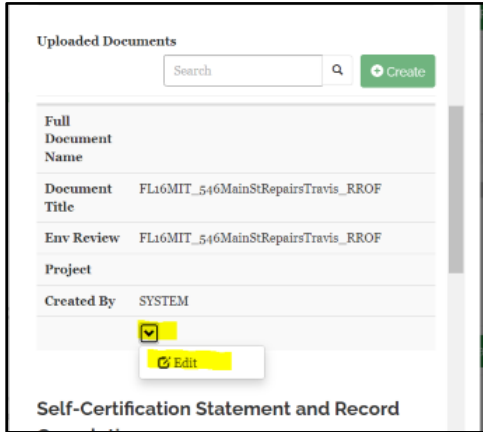 Uploaded Documents
Search
Create
Full
Document
Name
Document FL16MIT_546MainStRepairsTravis_RROF
Title
Env Review FL16MIT_546MainStRepairsTravis_RROF
Project
Created By SYSTEM
Edit
Self-Certification Statement and Record